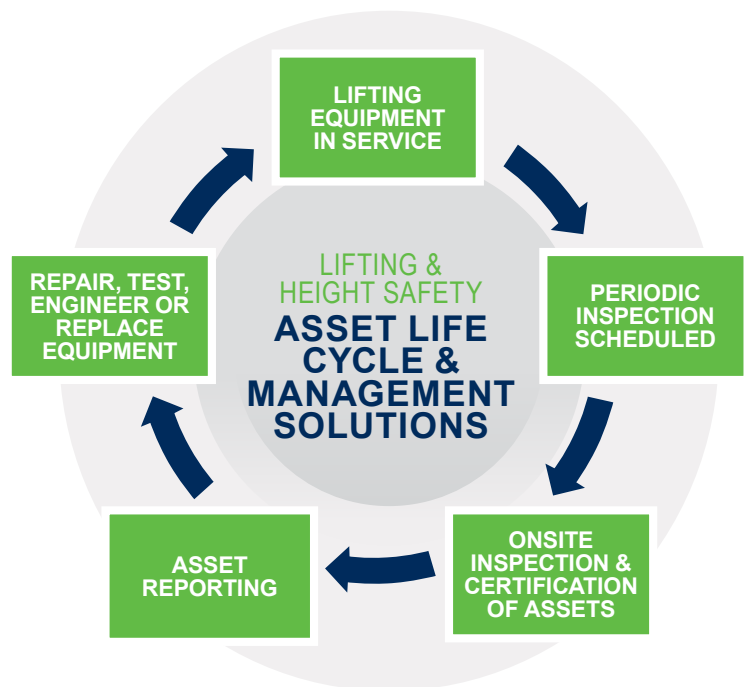 LIFTING
EQUIPMENT
IN SERVICE
PERIODIC
INSPECTION
SCHEDULED
ONSITE
INSPECTION &
CERTIFICATION
OF ASSETS
ASSET
REPORTING
REPAIR, TEST,
ENGINEER OR
REPLACE
EQUIPMENT
LIFTING &
HEIGHT SAFETY
ASSET LIFE
CYCLE &
MANAGEMENT
SOLUTIONS